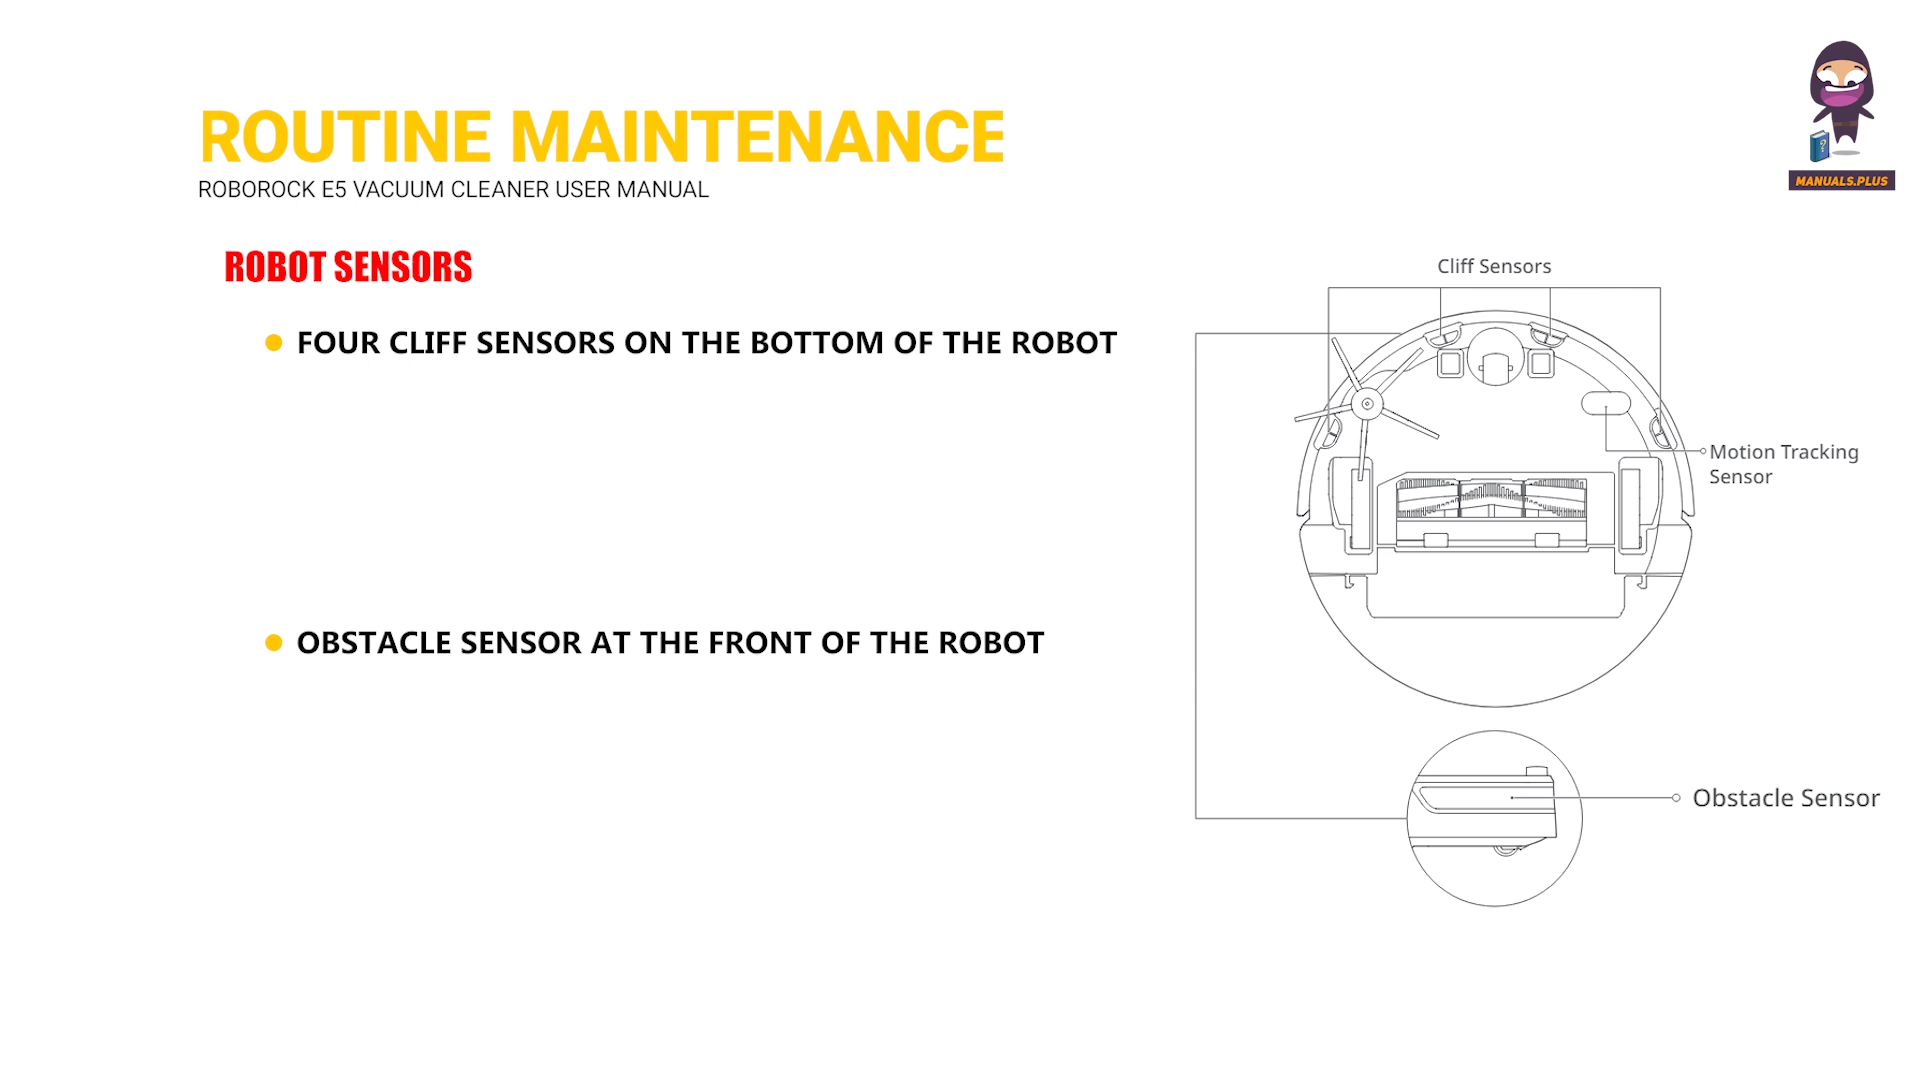 ROUTINE MAINTENANCE
ROBOROCK E5 VACUUM CLEANER USER MANUAL
MANUALS.PLUS
ROBOT SENSORS
FOUR CLIFF SENSORS ON THE BOTTOM OF THE ROBOT
OBSTACLE SENSOR AT THE FRONT OF THE ROBOT
Cliff Sensors
Motion Tracking
Sensor
Obstacle Sensor